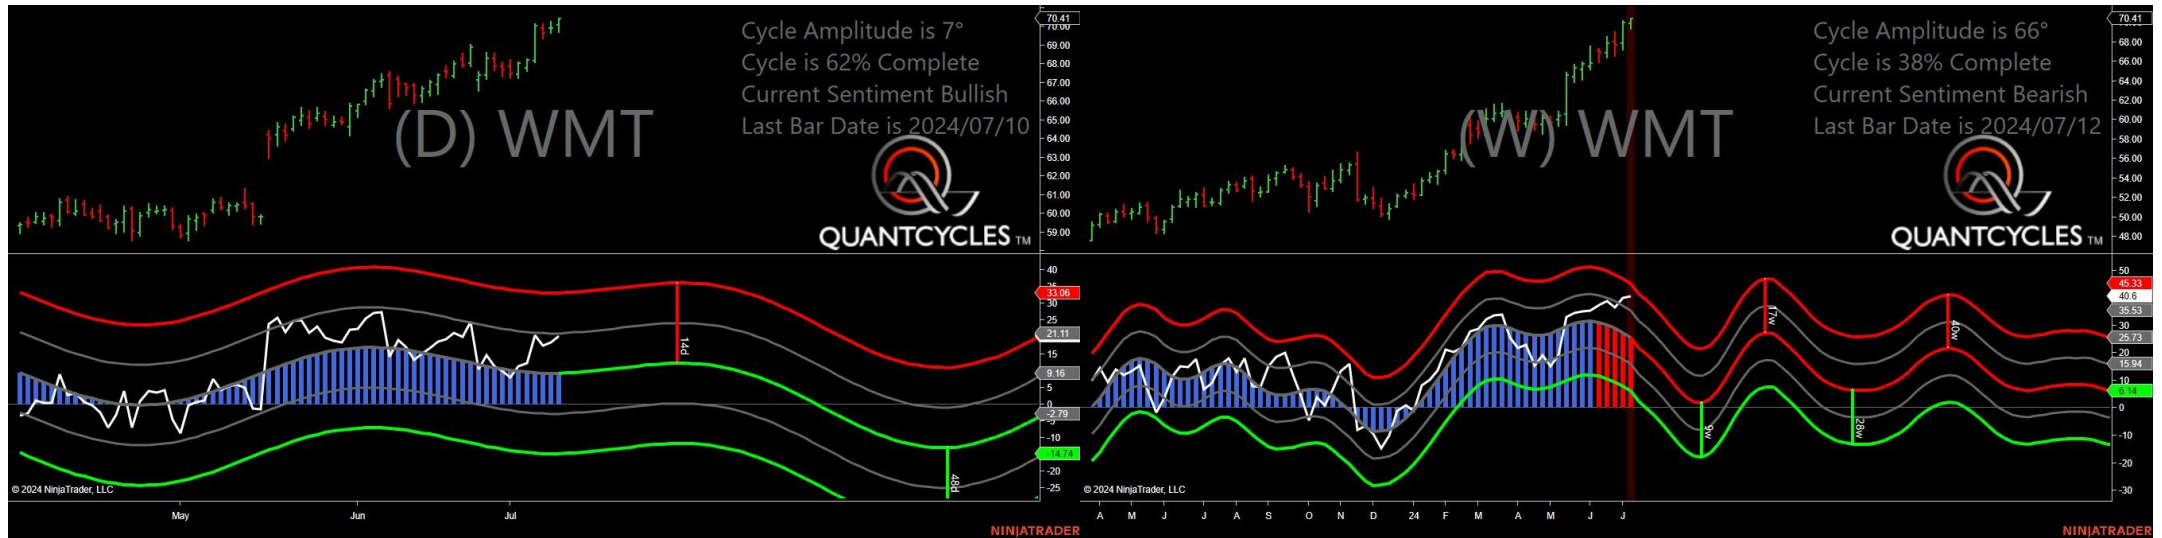 Cycle Amplitude is 7°
Cycle is 62% Complete
Current Sentiment Bullish
Last Bar Date is 2024/07/10
(D) WMT
QUANTCYCLES TM
70.41
70.00
69.00
68.00
67.00
66.00
65.00
64.00
63.00
62.00
61.00
60.00
59.00
40
33.06
30
25
21.11
15
9.16
5
0
-2.79
-5
-10
-14.74
-20
-25
14d
48d
© 2024 NinjaTrader, LLC
May Jun Jul
NINJATRADER
Cycle Amplitude is 66°
Cycle is 38% Complete
Current Sentiment Bearish
Last Bar Date is 2024/07/12
(W) WMT
QUANTCYCLES TM
70.41
68.00
66.00
64.00
62.00
60.00
58.00
56.00
54.00
52.00
50.00
48.00
50
45.33
40.6
35.53
30
25.73
20
15.94
10
6.14
0
-10
-20
-30
9w
17w
28w
40w
© 2024 NinjaTrader, LLC
A M J J A S O N D 24 F M A M J J
NINJATRADER